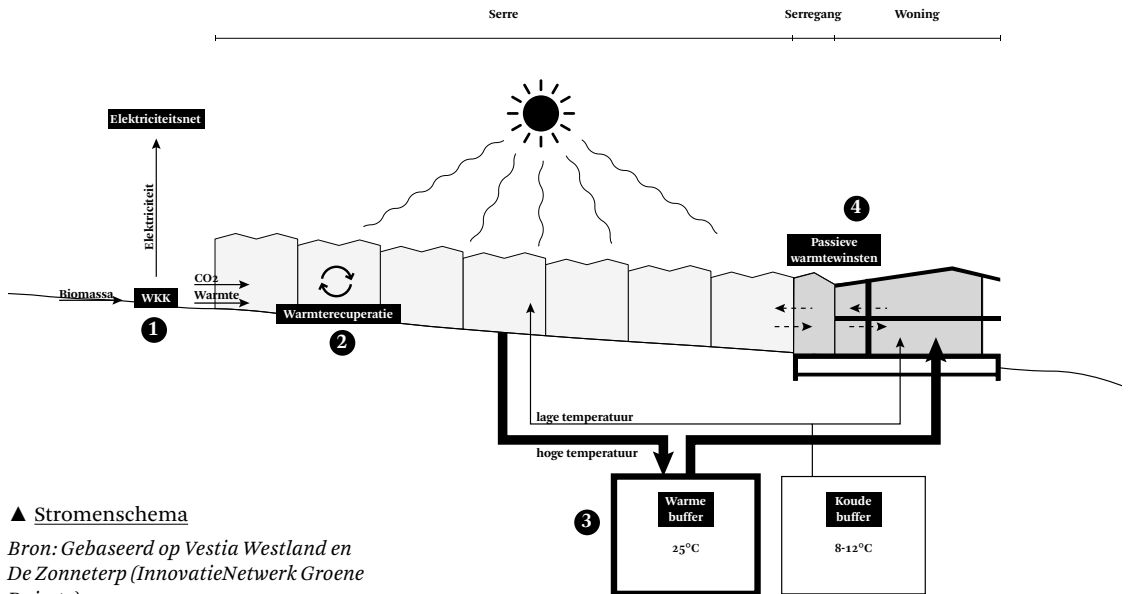 Serre
Serregang
Woning
Elektriciteitsnet
Elektriciteit
4
Passieve
warmtewinsten
CO2
Biomassa
WKK
Warmte
Warmterecuperatie
1
2
lage temperatuur
hoge temperatuur
3
Warme
buffer
25°C
Koude
buffer
8-12°C
▲ Stromenschema
Bron: Gebaseerd op Vestia Westland en
De Zonneterp (InnovatieNetwerk Groene